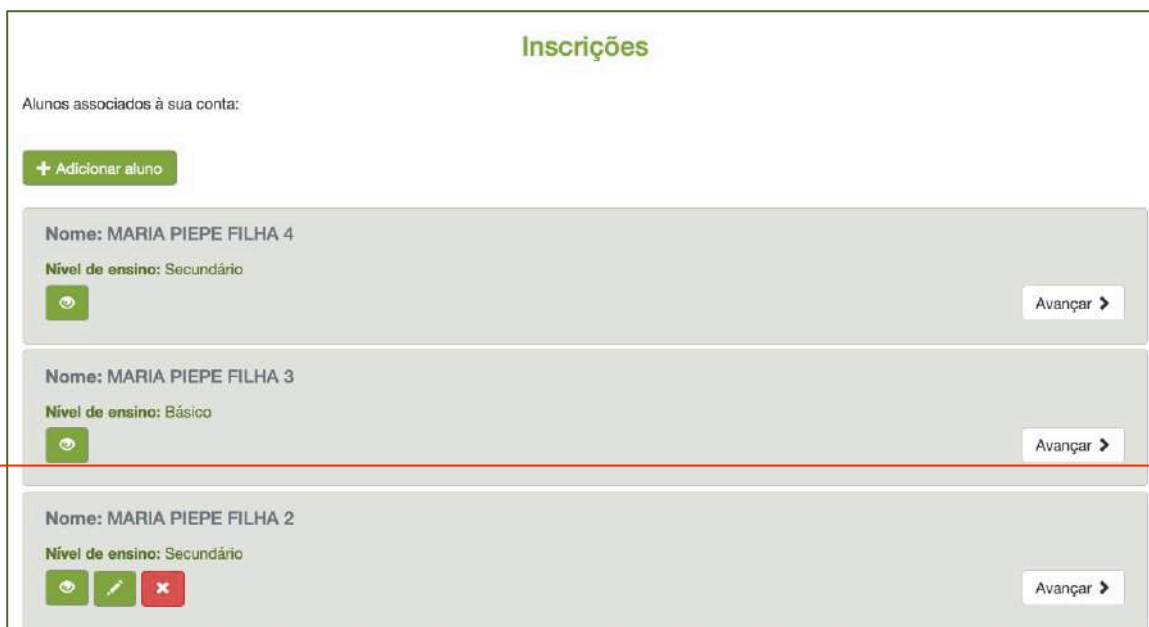 Inscrições
Alunos associados à sua conta:
Adicionar aluno
Nome: MARIA PIEPE FILHA 4
Nível de ensino: Secundário
Avançar
Nome: MARIA PIEPE FILHA 3
Nível de ensino: Básico
Avançar
Nome: MARIA PIEPE FILHA 2
Nível de ensino: Secundário
Avançar